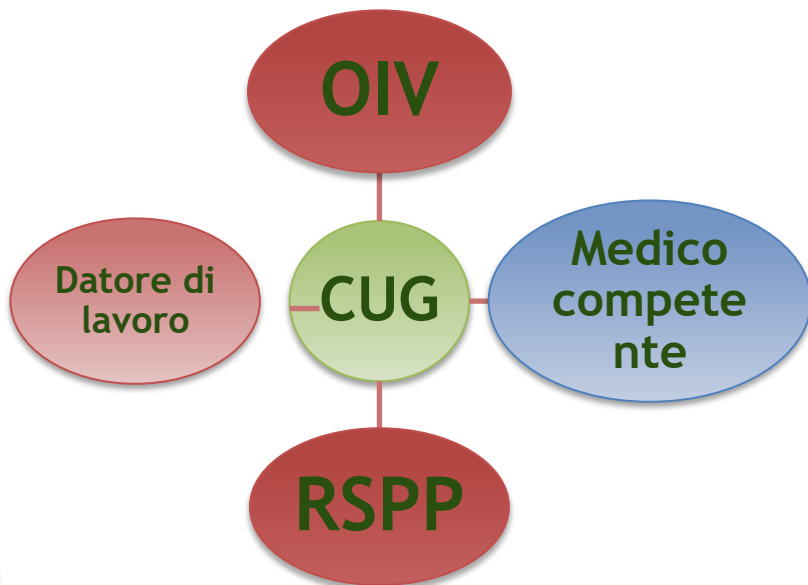 OIV
Datore di
lavoro
CUG
Medico
compete
nte
RSPP